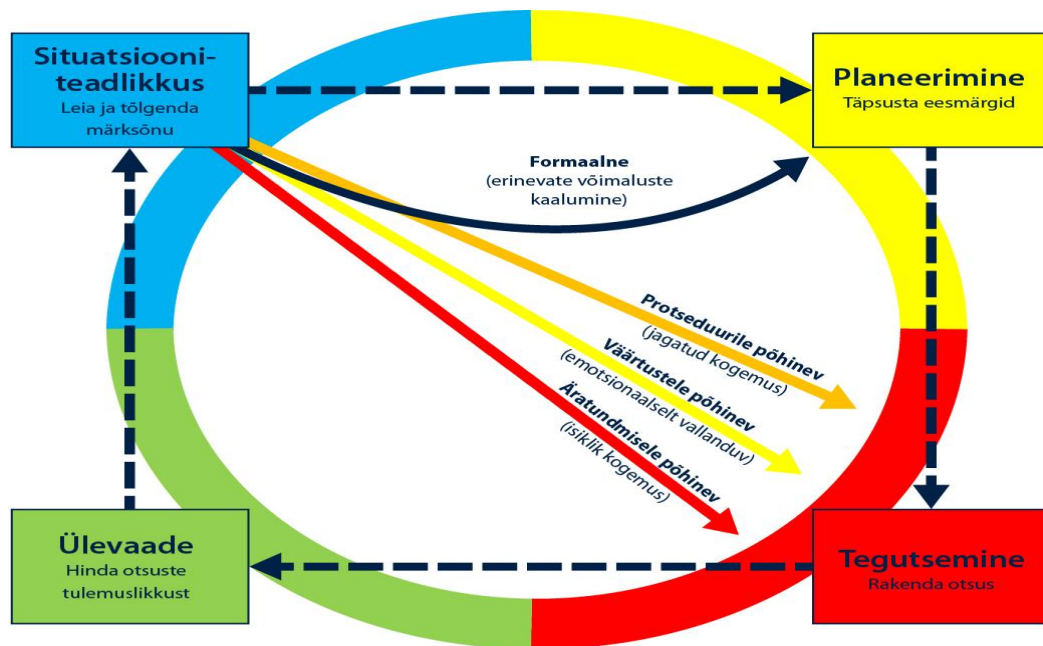 Situatsiooni-
teadlikkus
Leia ja tõlgenda
märksõnu
Planeerimine
Täpsusta eesmärgid
Formaalne
(erinevate võimaluste
kaalumine)
Protseduurile põhinev
(jagatud kogemus)
Väärtustele põhinev
(emotsionaalselt vallanduv)
Äratundmisele põhinev
(isiklik kogemus)
Ülevaade
Hinda otsuste
tulemuslikkust
Tegutsemine
Rakenda otsus